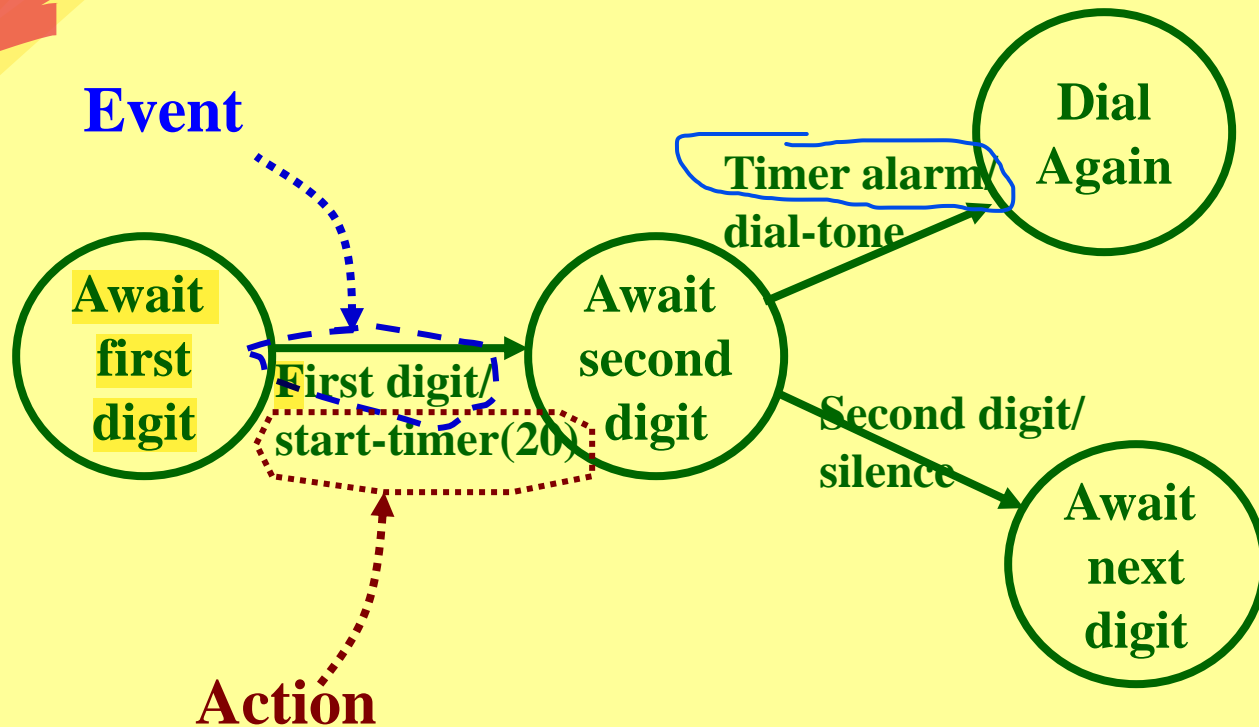 Event
Dial
Again
Timer alarm/
dial-tone
Await
first
digit
First digit/
start-timer(20)
Await
second
digit
Second digit/
silence
Await
next
digit
Action